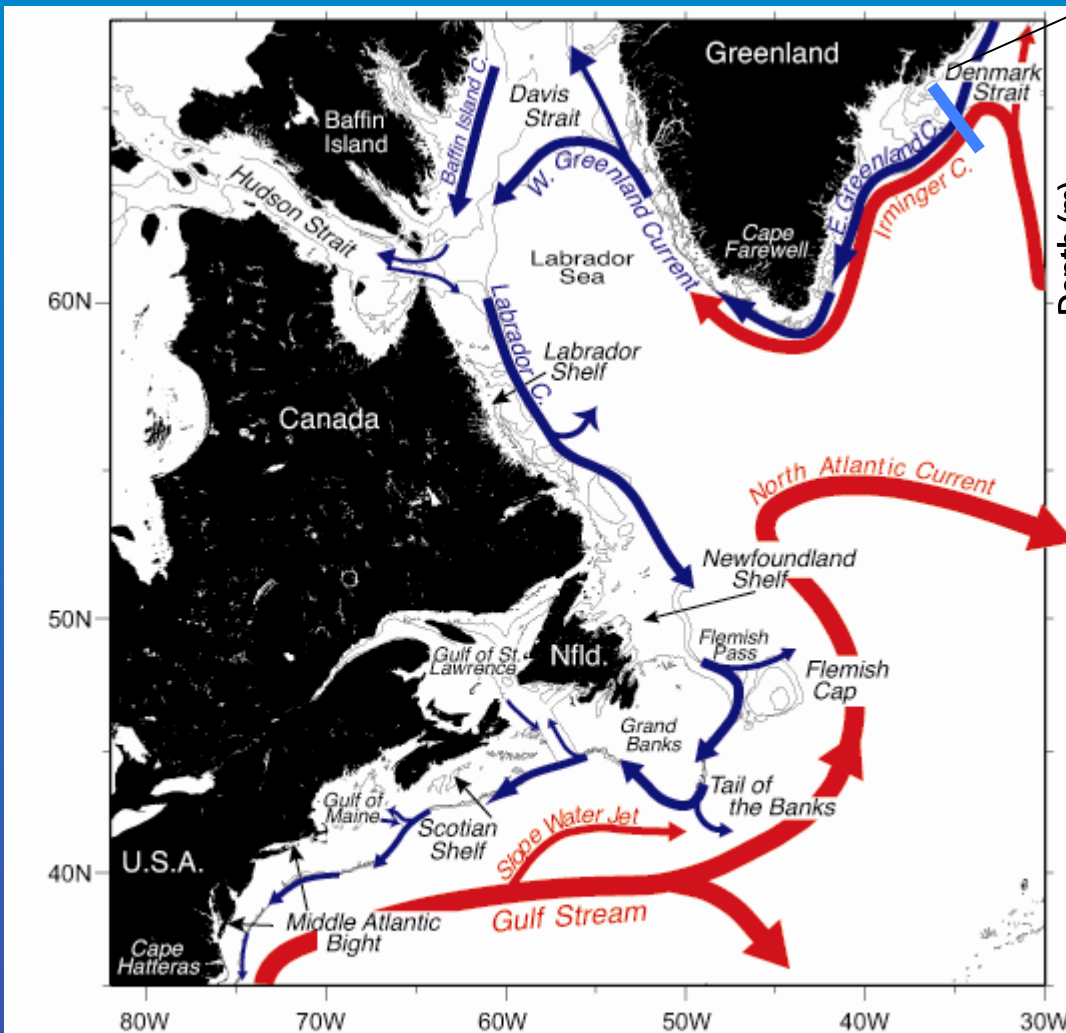 Greenland
Denmark
Strait
Davis
Strait
Baffin
Island
Baffin Island C.
Hudson Strait
W. Greenland Current
E. Greenland C.
Irminger C.
Cape
Farewell
Labrador
Sea
Depth (m)
60N
Labrador C.
Labrador
Shelf
Canada
North Atlantic Current
Newfoundland
Shelf
50N
Gulf of St.
Lawrence
Nfld.
Flemish
Pass
Flemish
Cap
Grand
Banks
Tail of
the Banks
Gulf of
Maine
Scotian
Shelf
Slope Water Jet
U.S.A.
40N
Gulf Stream
Middle Atlantic
Bight
Cape
Hatteras
80W
70W
60W
50W
40W
30W